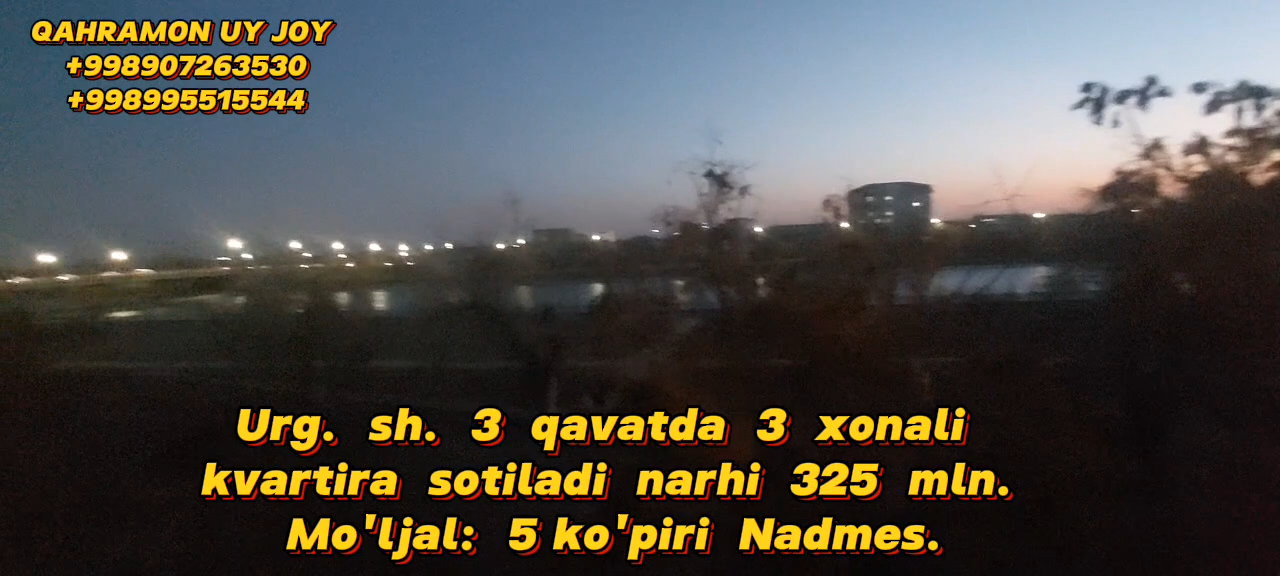 QAHRAMON UY JOY
+998907263530
+998995515544
Urg. sh. 3 qavatda 3 xonali
kvartira sotiladi narhi 325 mln.
Mo'ljal: 5 ko'piri Nadmes.